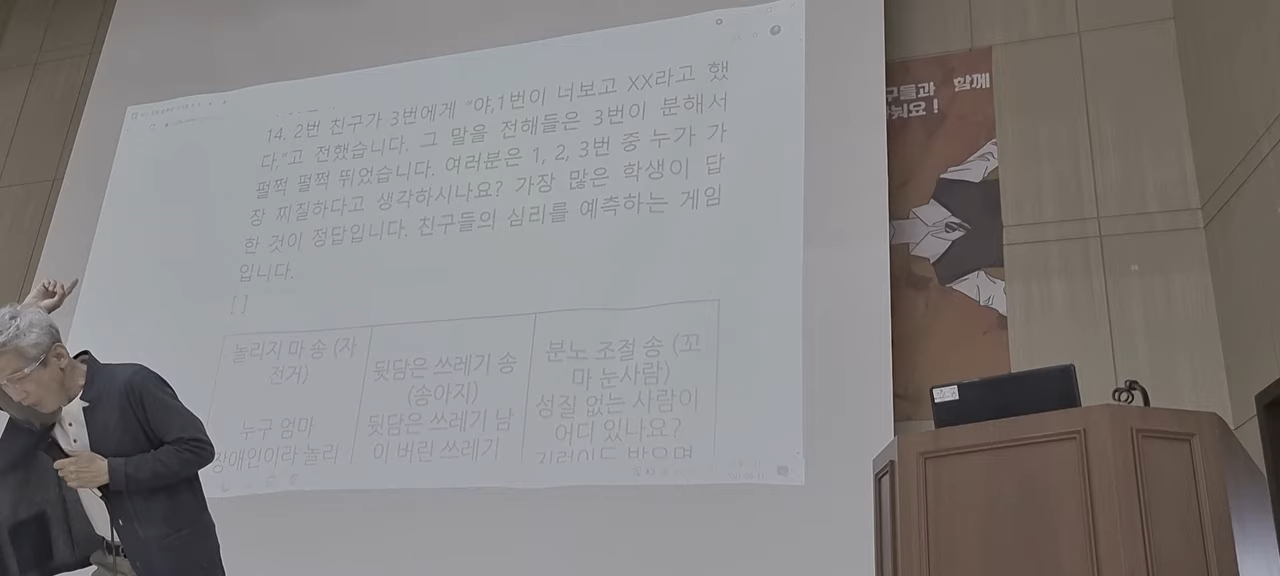 14. 2번 친구가 3번에게 "야,1번이 너보고 XX라고 했
다,"고 전했습니다. 그 말을 전해들은 3번이 분해서
펄쩍 펄쩍 뛰었습니다. 여러분은 1, 2, 3번 중 누가 가
장 찌질하다고 생각하시나요? 가장 많은 학생이 답
한 것이 정답입니다. 친구들의 심리를 예측하는 게임
입니다.
[ ]
놀리지 마 송 (자
전거)
누구 엄마
장애인이라 놀리
뒷담은 쓰레기 송
(송아지)
뒷담은 쓰레기 남
이 버린 쓰레기
분노 조절 송 (꼬
마 눈사람)
성질 없는 사람이
어디 있나요?
구들과 함께
눠요!